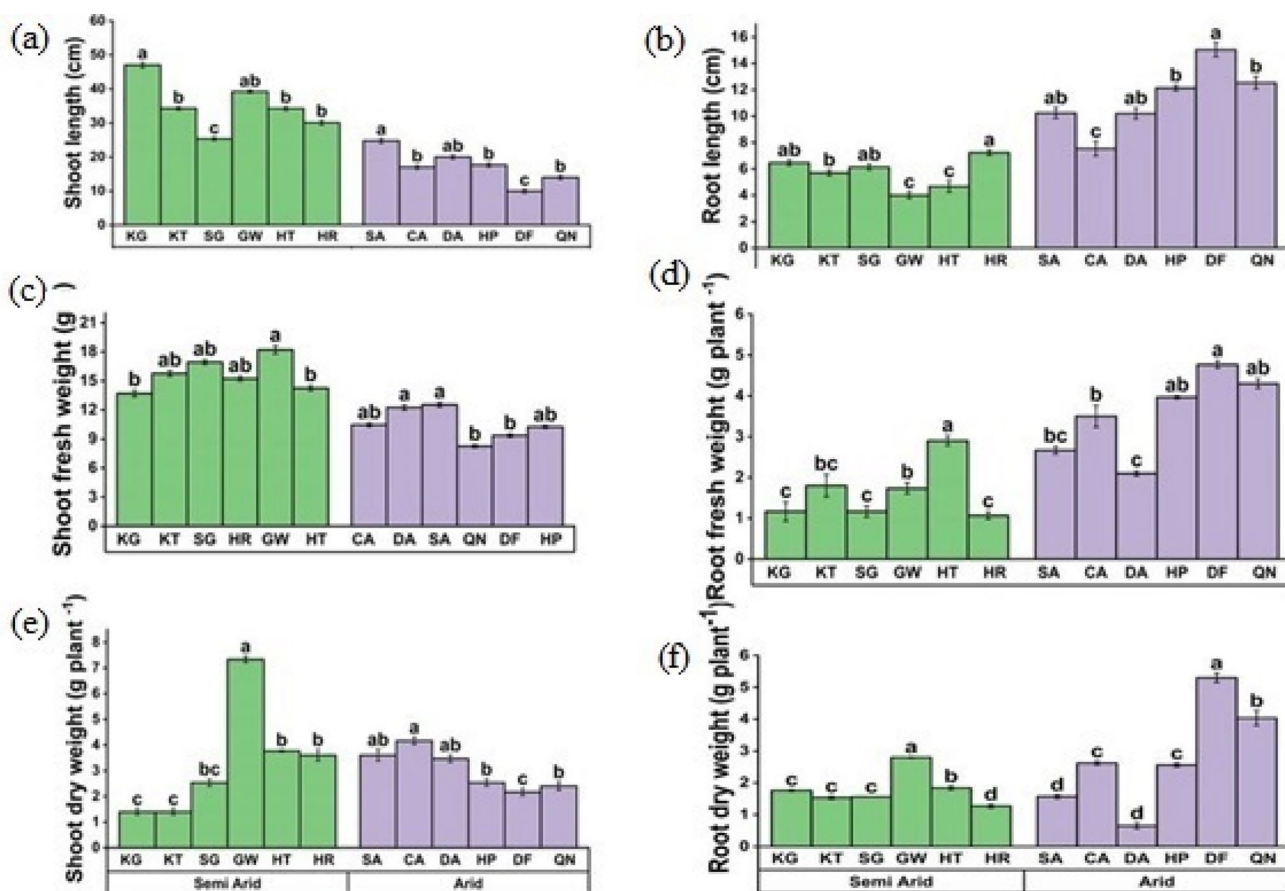 (a)
Shoot length (cm)
60
50
40
30
20
10
0
a
b
c
ab
b
b
a
b
ab
b
c
b
KG KT SG GW HT HR SA CA DA HP DF QN
(b)
Root length (cm)
16
14
12
10
8
6
4
2
0
ab
b
ab
c
c
a
ab
c
ab
b
a
b
KG KT SG GW HT HR SA CA DA HP DF QN
(c)
Shoot fresh weight (g )
21
18
15
12
9
6
3
0
b
ab
ab
ab
a
b
ab
a
a
b
b
ab
KG KT SG HR GW HT CA DA SA QN DF HP
(d)
Root fresh weight (g plant -1)
6
5
4
3
2
1
0
c
bc
c
b
a
c
bc
b
c
ab
a
ab
KG KT SG GW HT HR SA CA DA HP DF QN
(e)
Shoot dry weight (g plant -1)
8
7
6
5
4
3
2
1
0
c
c
bc
a
b
b
ab
a
ab
b
c
b
KG KT SG GW HT HR SA CA DA HP DF QN
Semi Arid Arid
(f)
Root dry weight (g plant-1)
6
5
4
3
2
1
0
c
c
c
a
b
d
d
c
d
c
a
b
KG KT SG GW HT HR SA CA DA HP DF QN
Semi Arid Arid